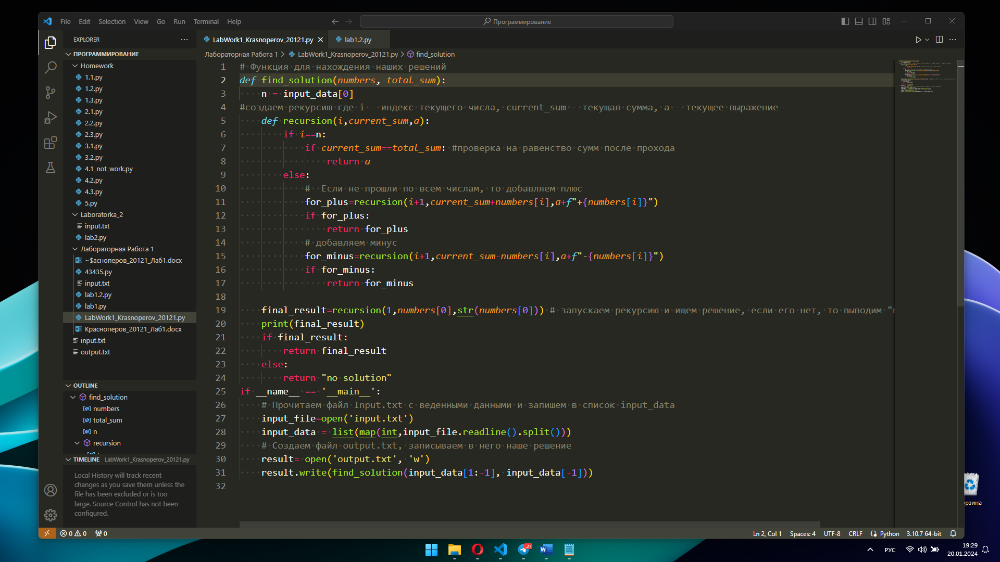 File Edit Selection View Go Run Terminal Help
Программирование
EXPLORER
ПРОГРАММИРОВАНИЕ
Homework
1.1.py
1.2.py
1.3.py
2.1.py
2.2.py
2.3.py
3.1.py
3.2.py
4.1_not_work.py
4.2.py
4.3.py
5.py
Laboratorka_2
input.txt
lab2.py
Лабораторная Работа 1
~$асноперов_20121_Лаб1.docx
43435.py
input.txt
lab1.2.py
lab1.py
LabWork1_Krasnoperov_20121.py
Красноперов_20121_Лаб1.docx
input.txt
output.txt
OUTLINE
find_solution
numbers
total_sum
n
recursion
TIMELINE LabWork1_Krasnoperov_20121.py
Local History will track recent
changes as you save them unless the
file has been excluded or is too
large. Source Control has not been
configured.
LabWork1_Krasnoperov_20121.py lab1.2.py
Лабораторная Работа 1 > LabWork1_Krasnoperov_20121.py > find_solution
1 # Функция для нахождения наших решений
2 def find_solution(numbers, total_sum):
3 n = input_data[0]
4 #создаем рекурсию где i - индекс текущего числа, current_sum - текущая сумма, a - текущее выражение
5 def recursion(i,current_sum,a):
6 if i==n:
7 if current_sum==total_sum: #проверка на равенство сумм после прохода
8 return a
9 else:
10 # Если не прошли по всем числам, то добавляем плюс
11 for_plus=recursion(i+1,current_sum+numbers[i],a+f"+{numbers[i]}")
12 if for_plus:
13 return for_plus
14 # добавляем минус
15 for_minus=recursion(i+1,current_sum-numbers[i],a+f"-{numbers[i]}")
16 if for_minus:
17 return for_minus
18
19 final_result=recursion(1,numbers[0],str(numbers[0])) # запускаем рекурсию и ищем решение, если его нет, то выводим "
20 print(final_result)
21 if final_result:
22 return final_result
23 else:
24 return "no solution"
25 if __name__ == '__main__':
26 # Прочитаем файл Input.txt с веденными данными и запишем в список input_data
27 input_file=open('input.txt')
28 input_data = list(map(int,input_file.readline().split()))
29 # Создаем файл output.txt, записываем в него наше решение
30 result= open('output.txt', 'w')
31 result.write(find_solution(input_data[1:-1], input_data[-1]))
32
0 0 0 Ln 2, Col 1 Spaces: 4 UTF-8 CRLF Python 3.10.7 64-bit
орзина
27
РУС
19:29
20.01.2024